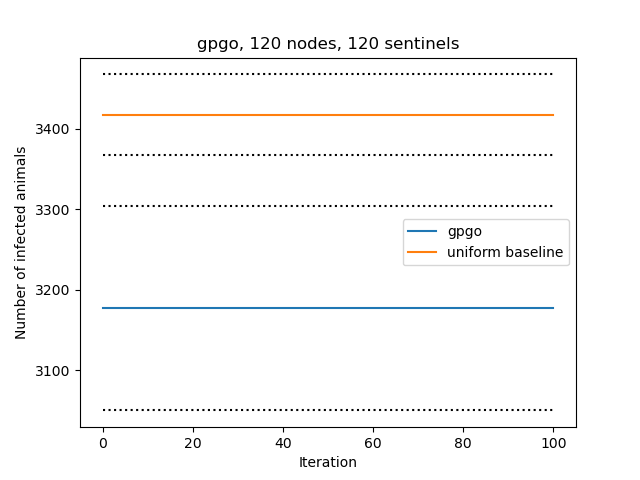 gpgo, 120 nodes, 120 sentinels
Number of infected animals
3400
3300
3200
3100
gpgo
uniform baseline
0
20
40
60
80
100
Iteration